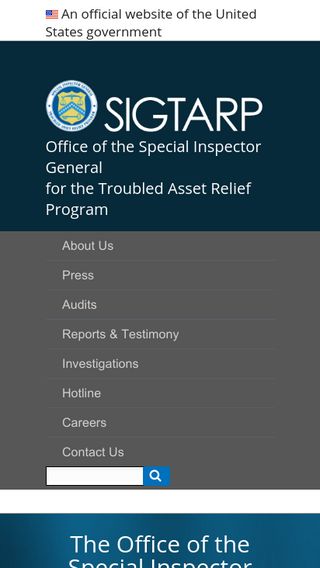 An official website of the United
States government
SIGTARP
Office of the Special Inspector
General
for the Troubled Asset Relief
Program
About Us
Press
Audits
Reports & Testimony
Investigations
Hotline
Careers
Contact Us
The Office of the
Special Inspector